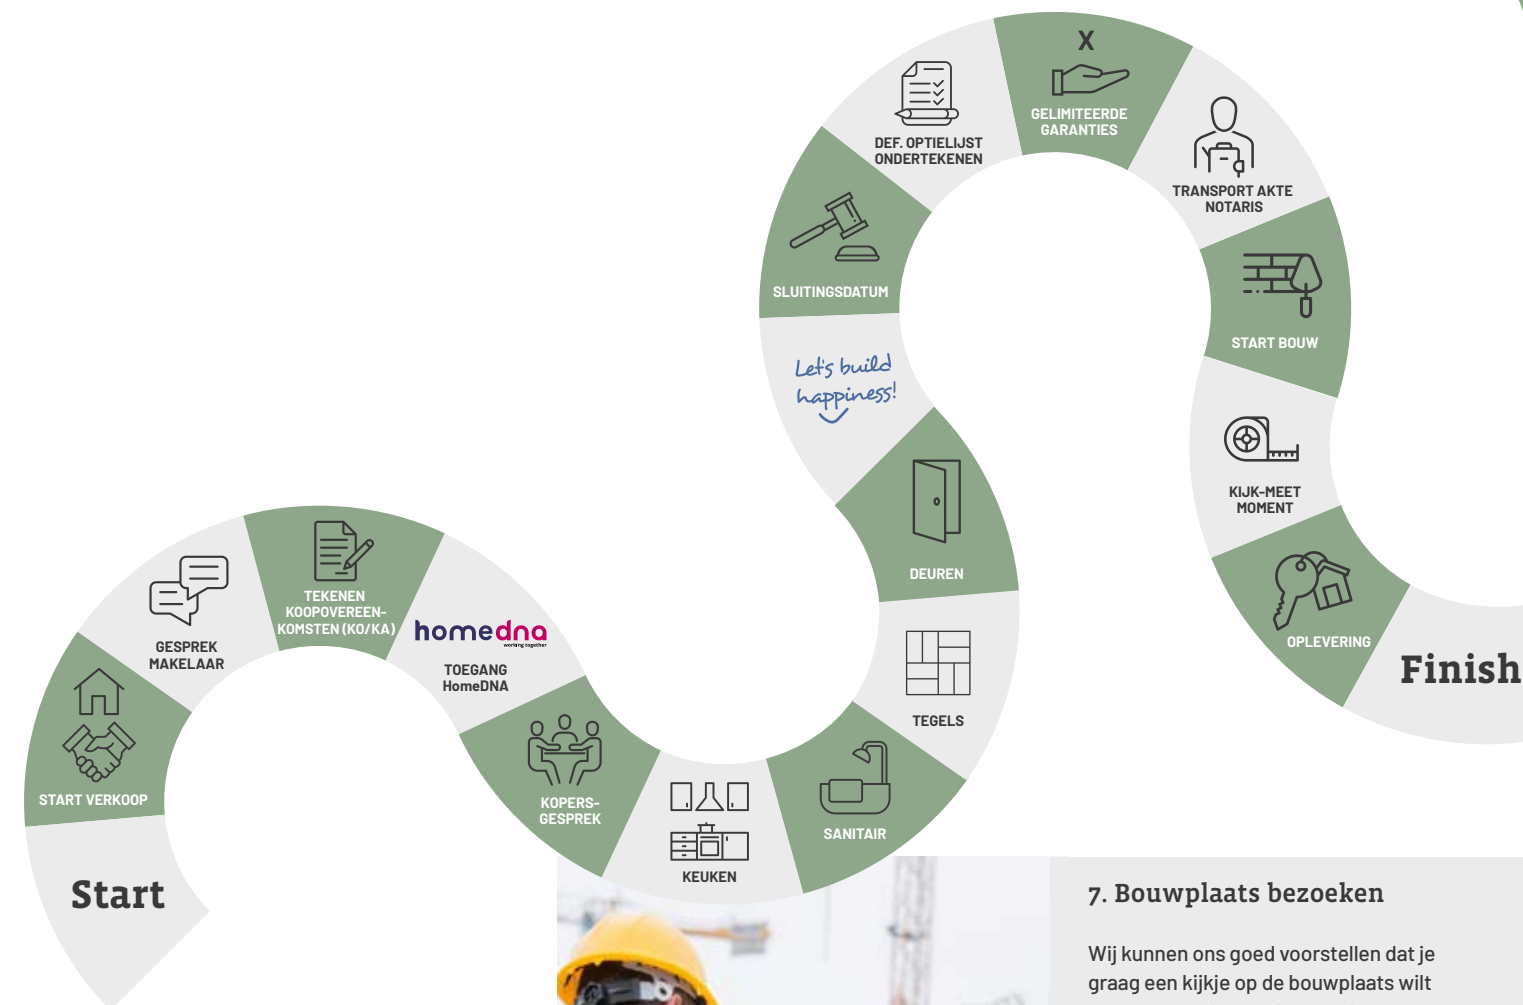 Start
START VERKOOP
GESPREK
MAKELAAR
TEKENEN
KOOPOVEREEN-
KOMSTEN (KO/KA)
homedna
working together
TOEGANG
HomeDNA
KOPERS-
GESPREK
KEUKEN
SANITAIR
TEGELS
DEUREN
Let's build
happiness!
SLUITINGSDATUM
DEF. OPTIELIJST
ONDERTEKENEN
X
GELIMITEERDE
GARANTIES
TRANSPORT AKTE
NOTARIS
START BOUW
KIJK-MEET
MOMENT
OPLEVERING
Finish
7. Bouwplaats bezoeken
Wij kunnen ons goed voorstellen dat je
graag een kijkje op de bouwplaats wilt